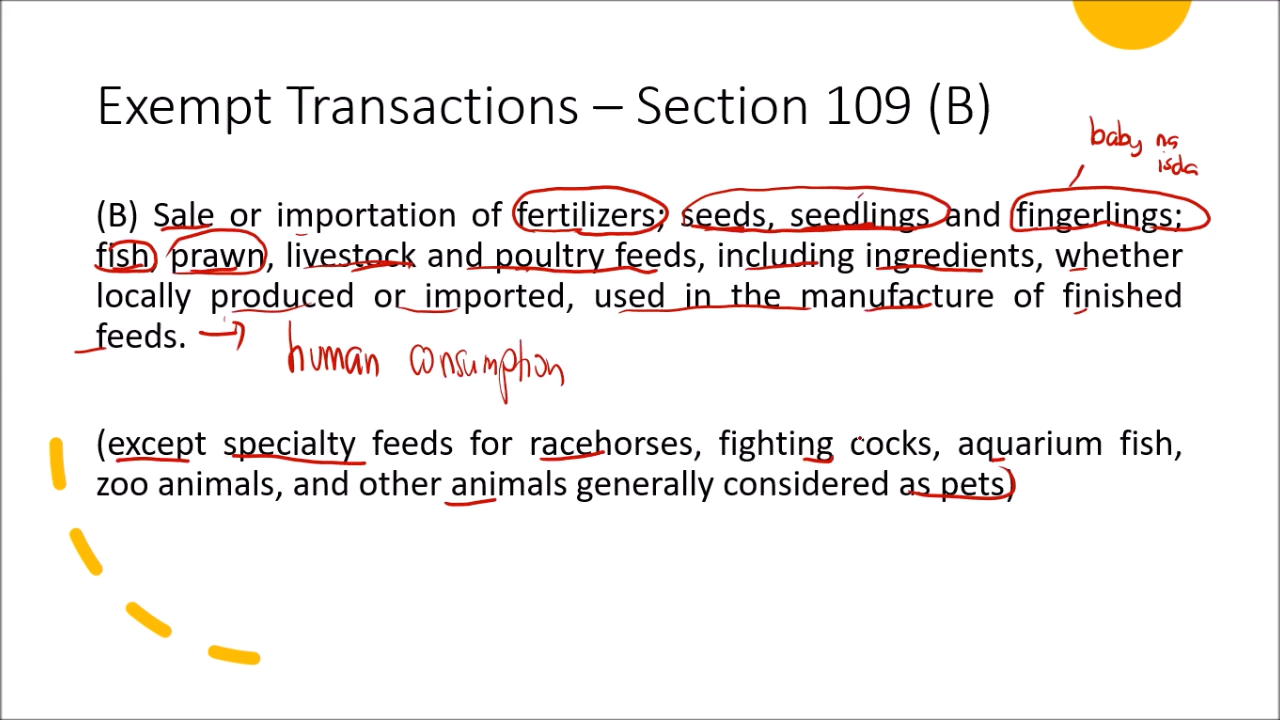 Exempt Transactions – Section 109 (B)
baby na
isda
(B) Sale or importation of fertilizers; seeds, seedlings and fingerlings;
fish, prawn, livestock and poultry feeds, including ingredients, whether
locally produced or imported, used in the manufacture of finished
feeds.
human consumption
(except specialty feeds for racehorses, fighting cocks, aquarium fish,
zoo animals, and other animals generally considered as pets)